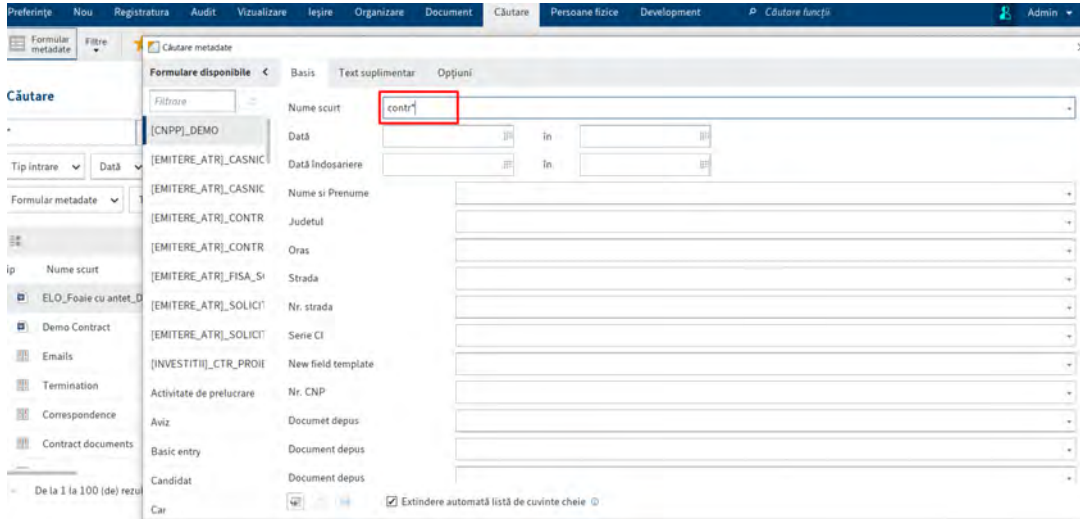 Preferințe Nou Registratura Audit Vizualizare Ieșire Organizare Document Căutare Persoane fizice Development Căutare funcții Admin
Formular metadate Filtre
Căutare metadate
Formulare disponibile Basis Text suplimentar Opțiuni
Căutare
Filtrare
Nume scurt contr*
[CNPP]_DEMO
Dată în
Tip intrare Dată
[EMITERE_ATR]_CASNIC
Dată îndosariere în
[EMITERE_ATR]_CASNIC
Nume si Prenume
Formular metadate
[EMITERE_ATR]_CONTR
Judetul
[EMITERE_ATR]_CONTR
Oras
Nume scurt
[EMITERE_ATR]_FISA_S
Strada
ELO_Foaie cu antet_D
[EMITERE_ATR]_SOLICIT
Nr. strada
Demo Contract
[EMITERE_ATR]_SOLICIT
Serie CI
Emails
[INVESTITII]_CTR_PROIE
New field template
Termination
Activitate de prelucrare
Nr. CNP
Correspondence
Aviz
Documet depus
Contract documents
Basic entry
Document depus
Candidat
Document depus
De la 1 la 100 (de) rezul
Car
Extindere automată listă de cuvinte cheie